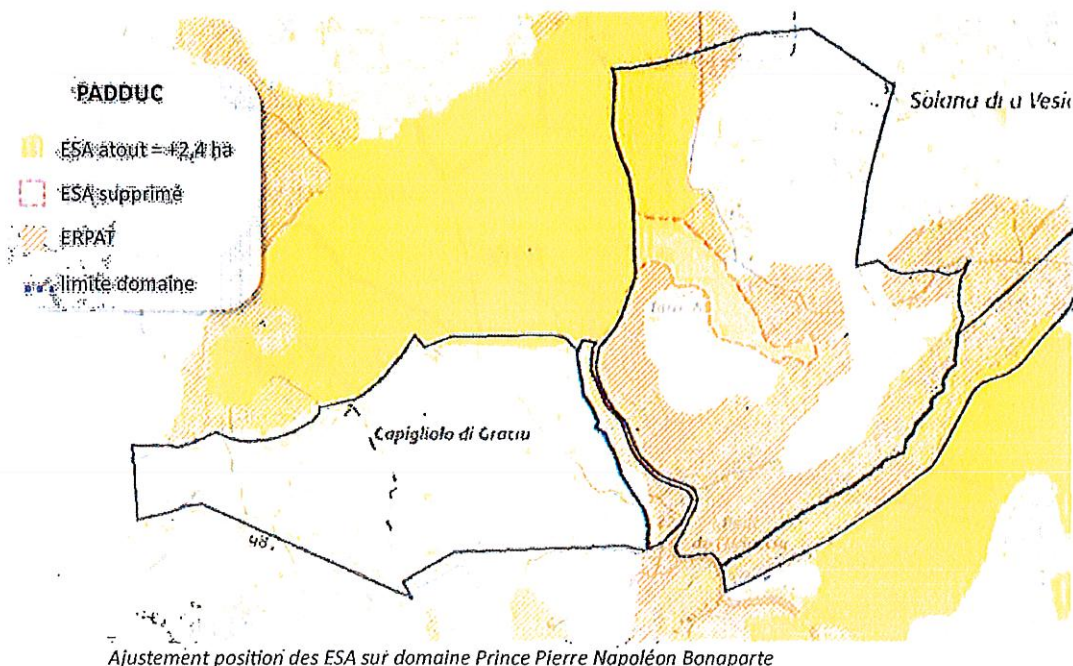 PADDUC
ESA atout = +2,4 ha
ESA supprimé
ERPAT
limite domaine
Solana di a
Capigliolo di Graciu
48,
Ajustement position des ESA sur domaine Prince Pierre Napoléon Bonaparte